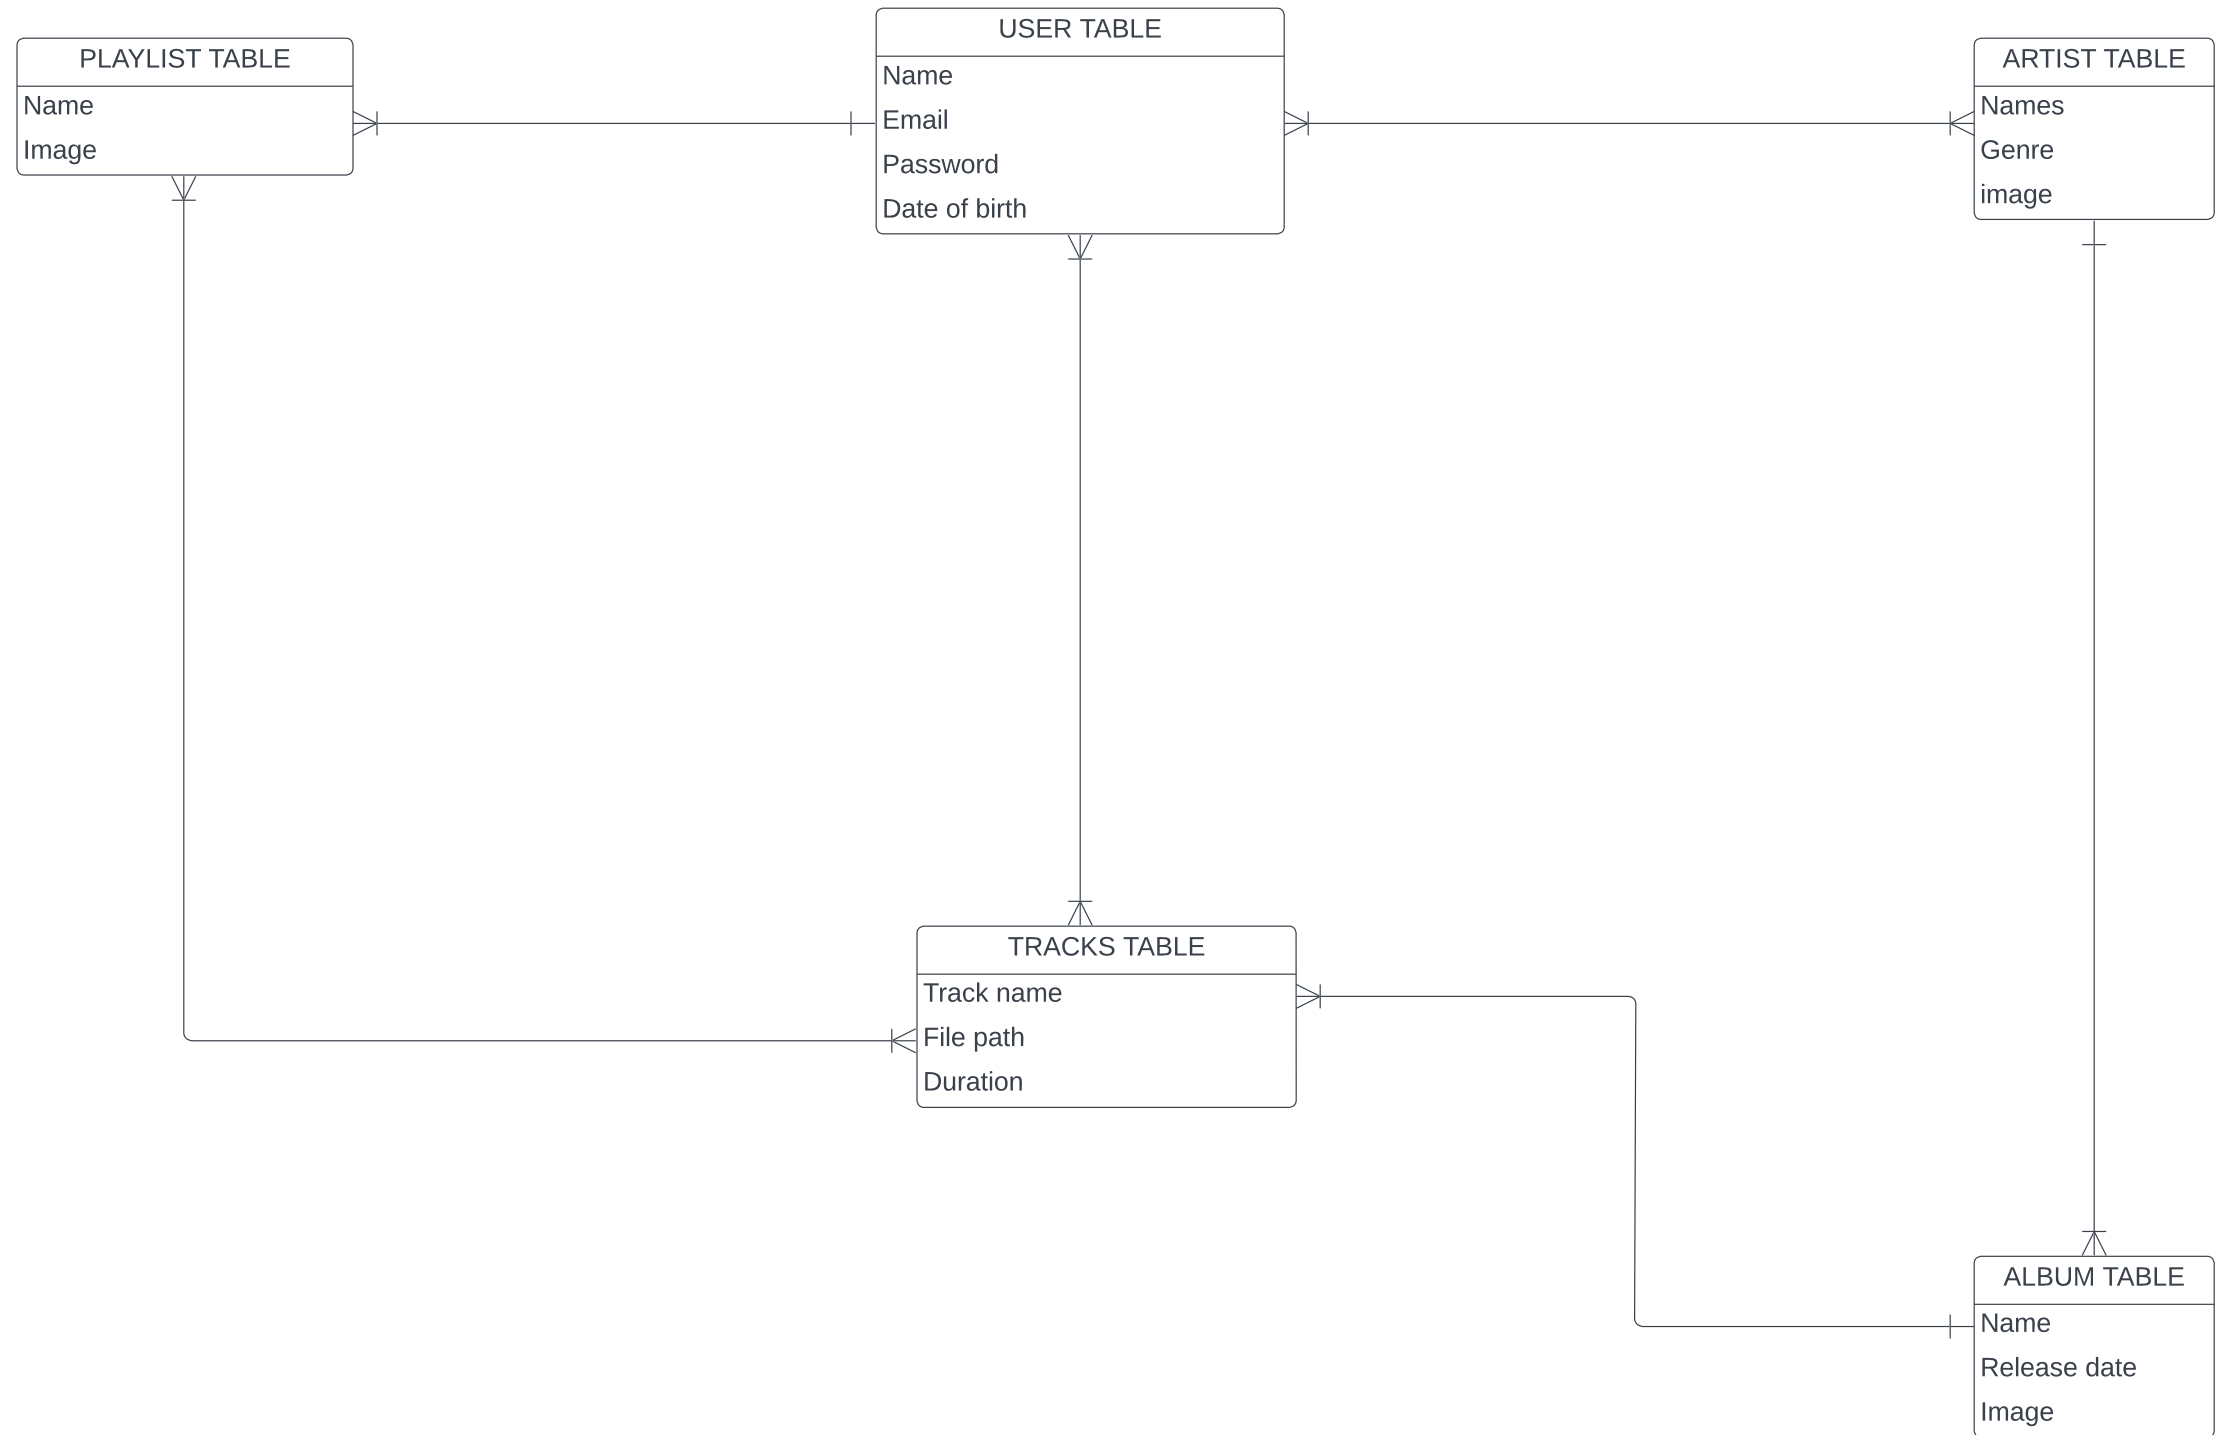 PLAYLIST TABLE
Name
Image
USER TABLE
Name
Email
Password
Date of birth
ARTIST TABLE
Names
Genre
image
TRACKS TABLE
Track name
File path
Duration
ALBUM TABLE
Name
Release date
Image